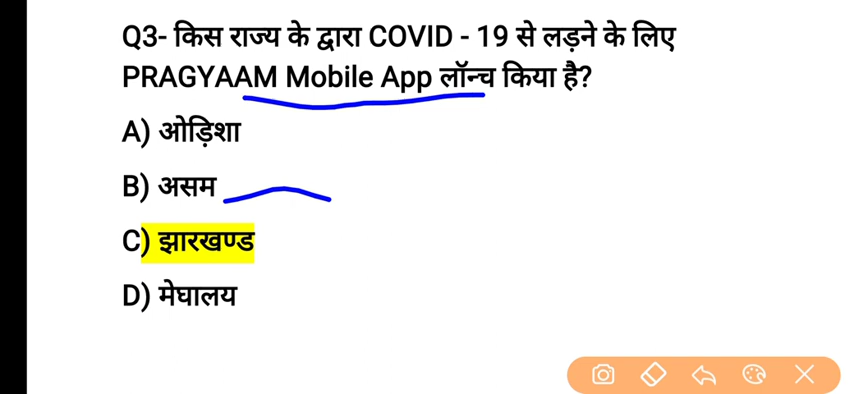 Q3- किस राज्य के द्वारा COVID - 19 से लड़ने के लिए
PRAGYAAM Mobile App लॉन्च किया है?
A) ओड़िशा
B) असम
C) झारखण्ड
D) मेघालय